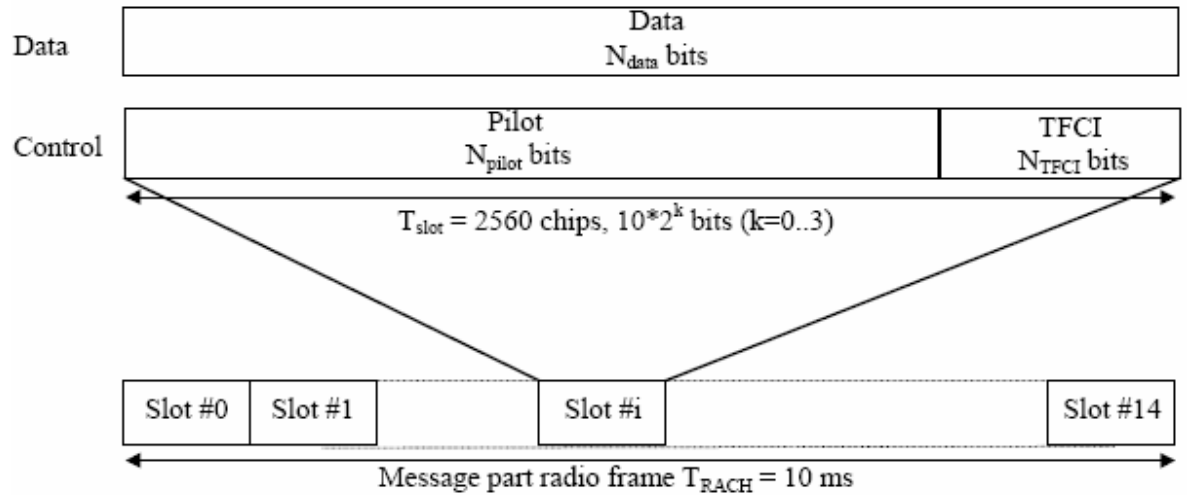 Data
Data
N_data bits
Control
Pilot
N_pilot bits
TFCI
N_TFCI bits
T_slot = 2560 chips, 10*2^k bits (k=0..3)
Slot #0
Slot #1
Slot #i
Slot #14
Message part radio frame T_RACH = 10 ms